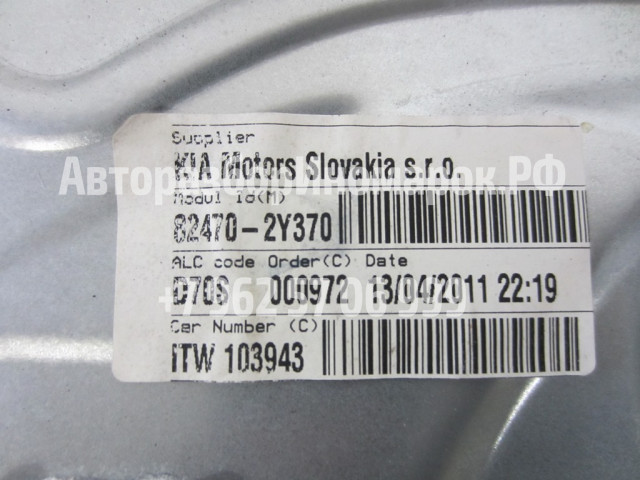 Supplier
KIA Motors Slovakia s.r.o.
Modul Id(M)
82470-2Y370
ALC code Order(C) Date
000972 13/04/2011 22:19
Car Number (C)
ITW 103943